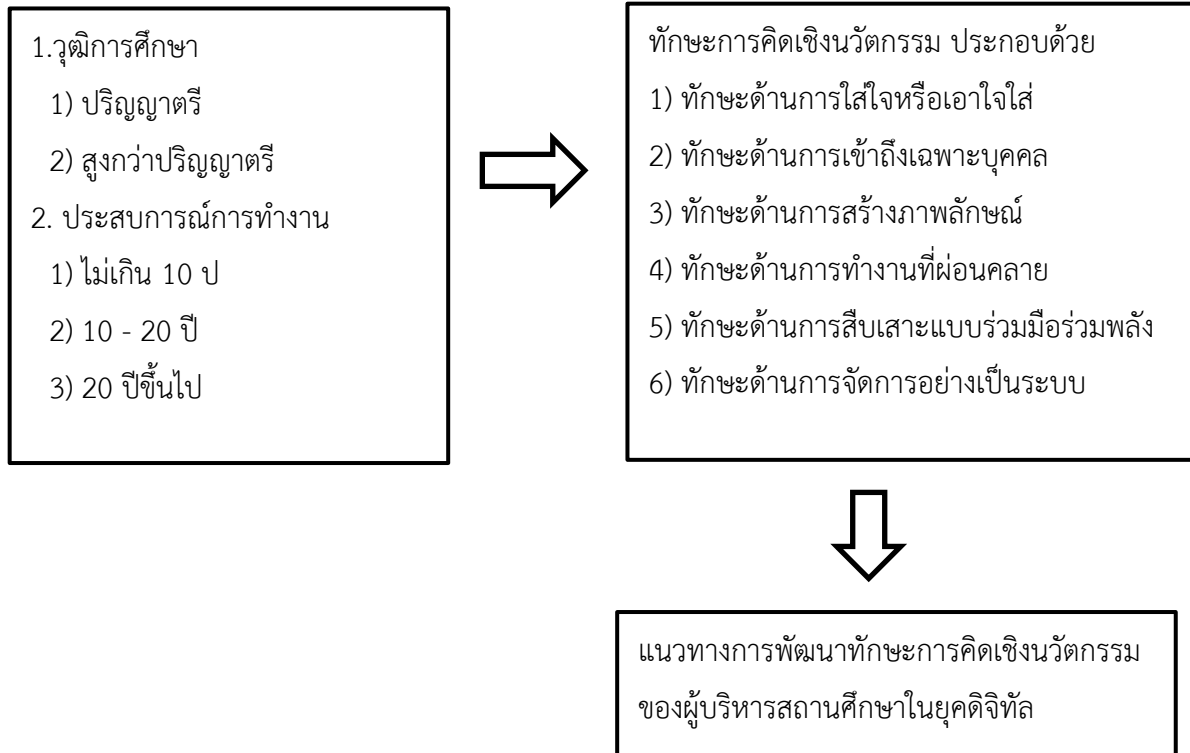 1.วุฒิการศึกษา
1) ปริญญาตรี
2) สูงกว่าปริญญาตรี
2. ประสบการณ์การทำงาน
1) ไม่เกิน 10 ป
2) 10 - 20 ปี
3) 20 ปีขึ้นไป
ทักษะการคิดเชิงนวัตกรรม ประกอบด้วย
1) ทักษะด้านการใส่ใจหรือเอาใจใส่
2) ทักษะด้านการเข้าถึงเฉพาะบุคคล
3) ทักษะด้านการสร้างภาพลักษณ์
4) ทักษะด้านการทำงานที่ผ่อนคลาย
5) ทักษะด้านการสืบเสาะแบบร่วมมือร่วมพลัง
6) ทักษะด้านการจัดการอย่างเป็นระบบ
แนวทางการพัฒนาทักษะการคิดเชิงนวัตกรรม
ของผู้บริหารสถานศึกษาในยุคดิจิทัล